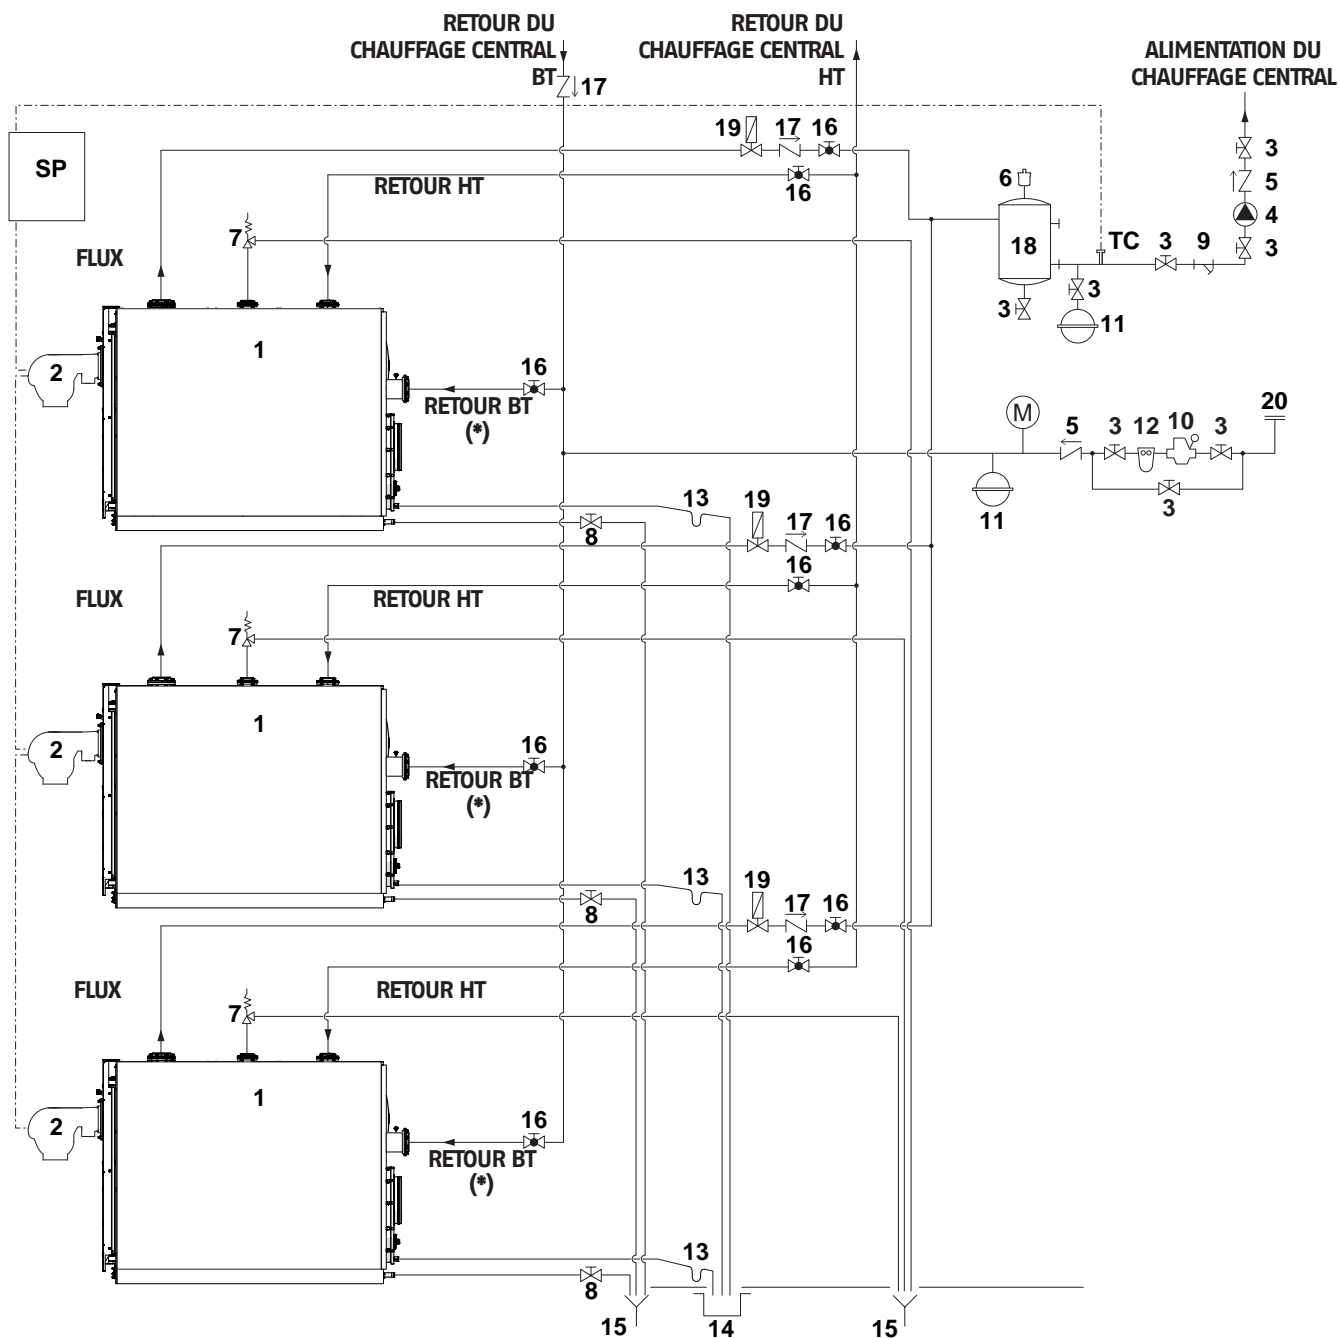 RETOUR DU
CHAUFFAGE CENTRAL
BT
17
RETOUR DU
CHAUFFAGE CENTRAL
HT
ALIMENTATION DU
CHAUFFAGE CENTRAL
SP
19 17 16
16
RETOUR HT
3
5
4
3
6
18
TC 3 9
3
3
11
FLUX
7
1
2
16
RETOUR BT
(*)
M
5 3 12 10 3 20
3
11
13
8
19 17 16
16
FLUX
RETOUR HT
7
1
2
16
RETOUR BT
(*)
13
8
19 17 16
16
FLUX
RETOUR HT
7
1
2
16
RETOUR BT
(*)
13
8
15 14 15